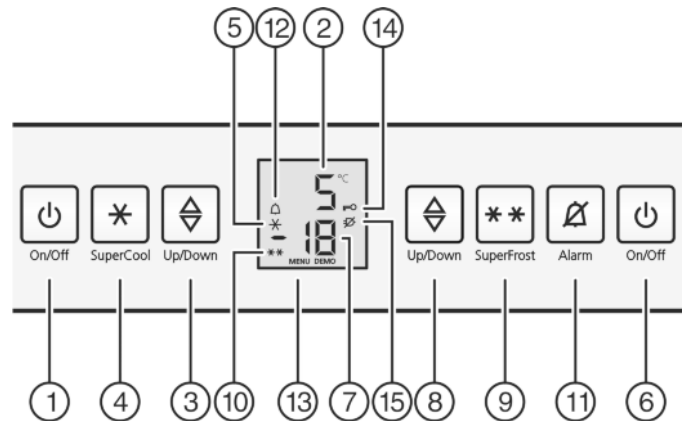 5 12 2 14
5 °C
-18
MENU DEMO
On/Off SuperCool Up/Down Up/Down SuperFrost Alarm On/Off
1 4 3 10 13 7 15 8 9 11 6